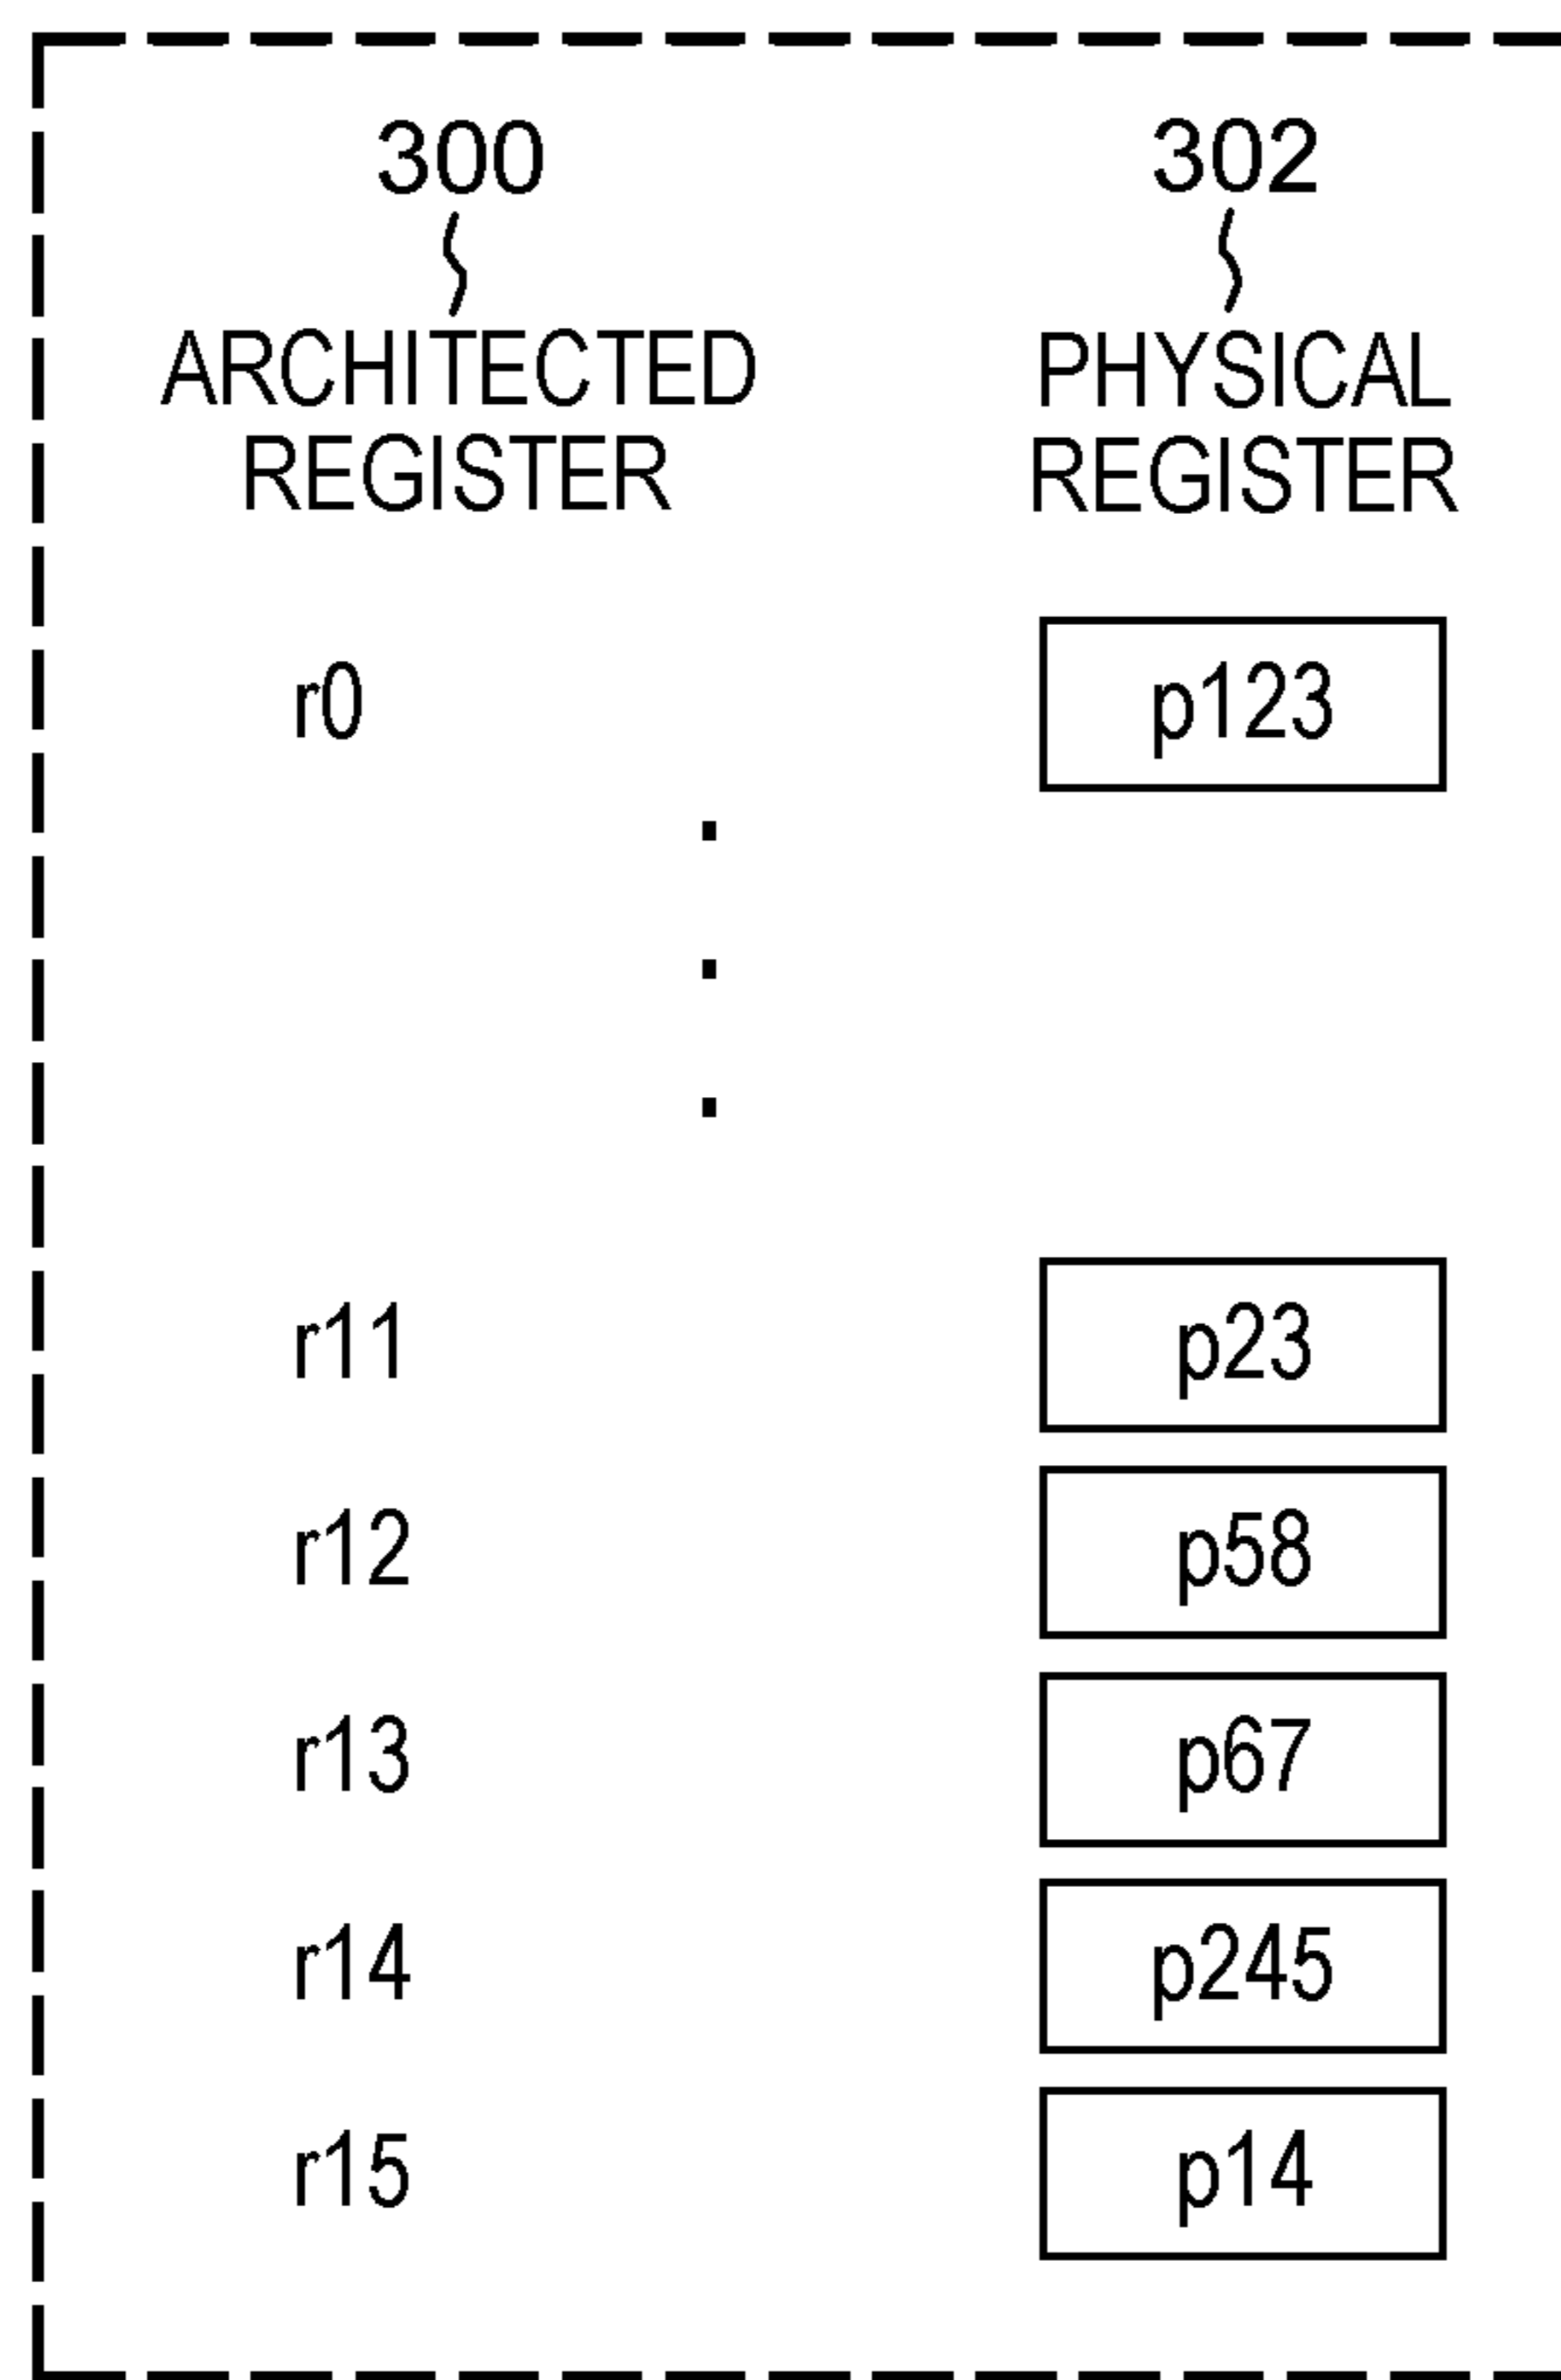 300 302
ARCHITECTED PHYSICAL
REGISTER REGISTER
r0 p123
.
.
.
r11 p23
r12 p58
r13 p67
r14 p245
r15 p14